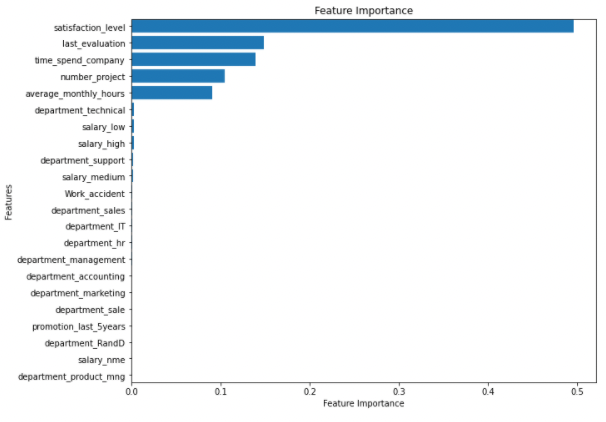 Feature Importance
satisfaction_level
last_evaluation
time_spend_company
number_project
average_monthly_hours
department_technical
salary_low
salary_high
department_support
salary_medium
Work_accident
department_sales
department_IT
department_hr
department_management
department_accounting
department_marketing
department_sale
promotion_last_5years
department_RandD
salary_nme
department_product_mng
Features
0.0 0.1 0.2 0.3 0.4 0.5
Feature Importance